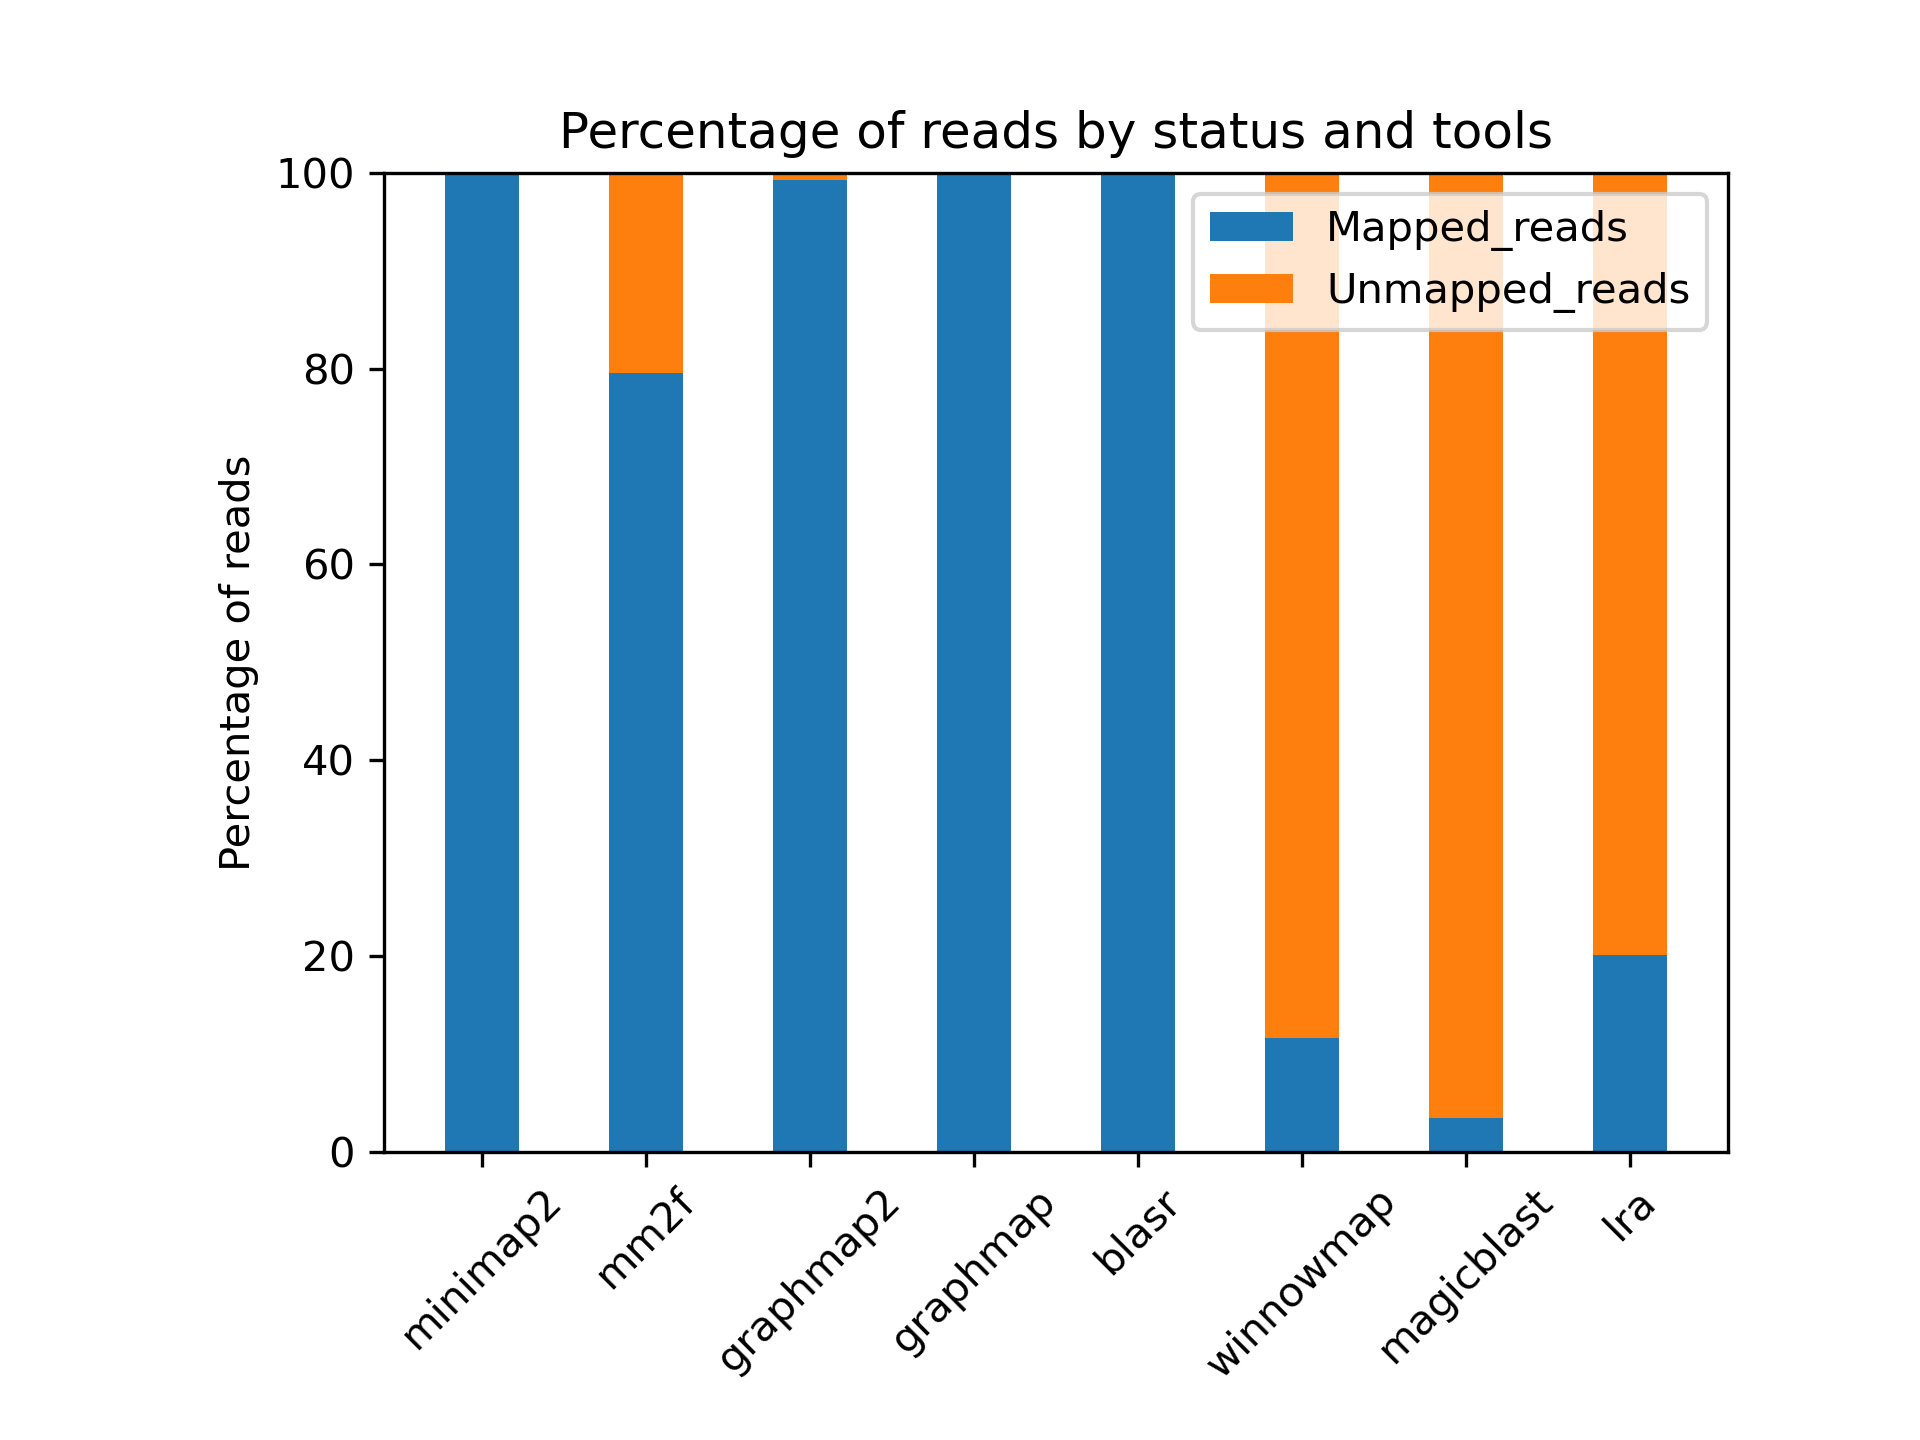 Percentage of reads by status and tools
Percentage of reads
100
80
60
40
20
0
Mapped_reads
Unmapped_reads
minimap2
mm2f
graphmap2
graphmap
blasr
winnowmap
magicblast
lra